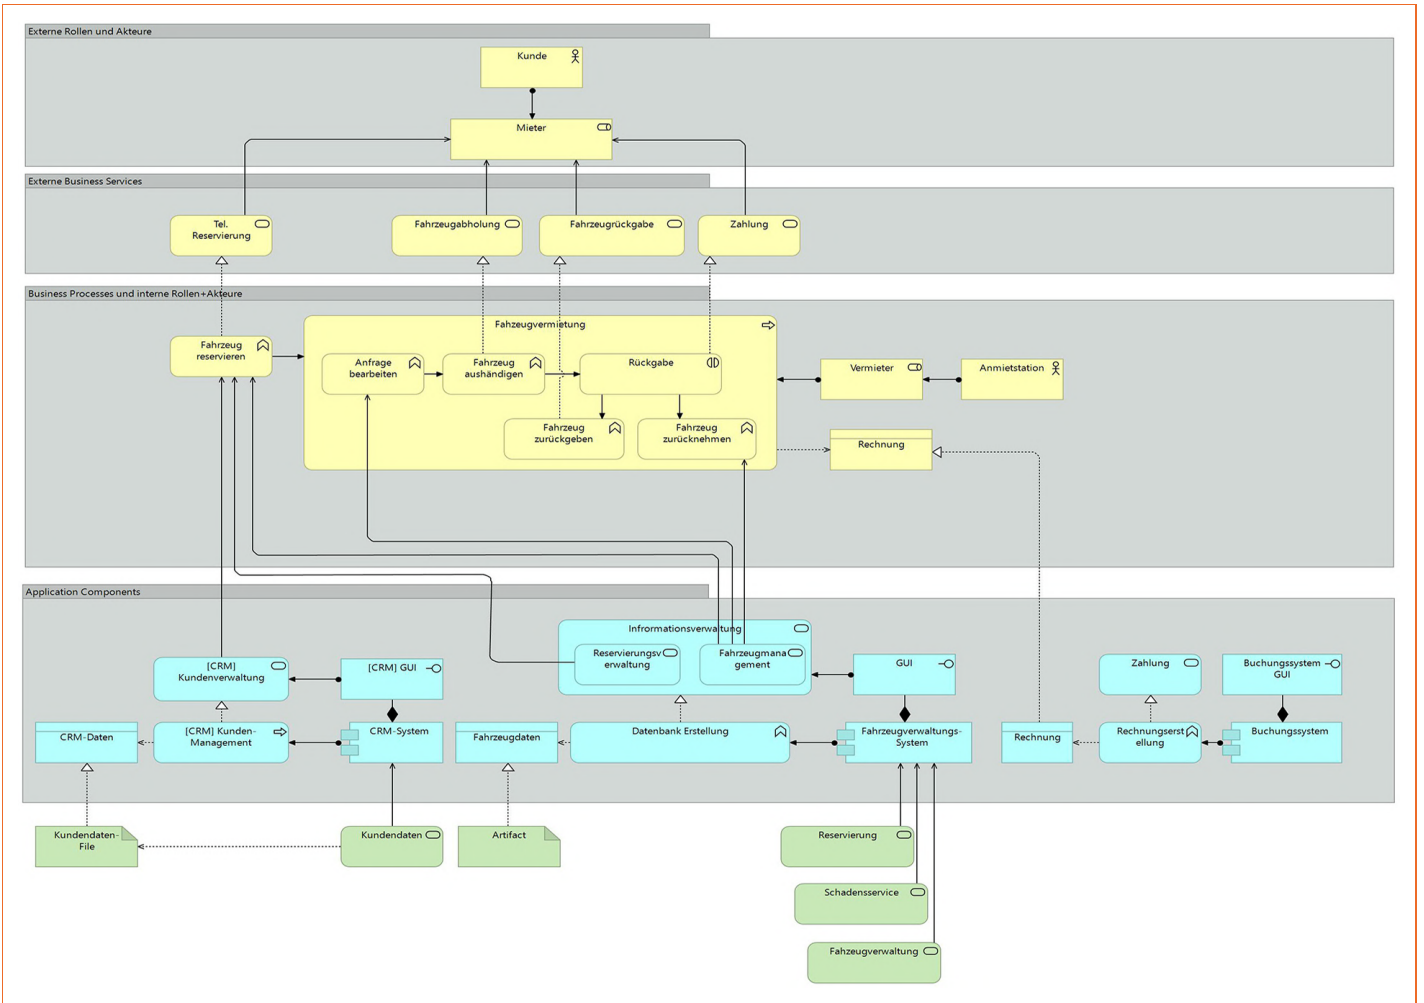 Externe Rollen und Akteure
Kunde
Mieter
Externe Business Services
Tel.
Reservierung
Fahrzeugabholung
Fahrzeugrückgabe
Zahlung
Business Processes und interne Rollen+Akteure
Fahzeugvermietung
Fahrzeug
reservieren
Anfrage
bearbeiten
Fahrzeug
aushändigen
Rückgabe
Vermieter
Anmietstation
Fahrzeug
zurückgeben
Fahrzeug
zurücknehmen
Rechnung
Application Components
Infrormationsverwaltung
Reservierungsv
erwaltung
Fahrzeugmana
gement
[CRM]
Kundenverwaltung
[CRM] GUI
GUI
Zahlung
Buchungssystem
GUI
CRM-Daten
[CRM] Kunden-
Management
CRM-System
Fahrzeugdaten
Datenbank Erstellung
Fahrzeugverwaltungs-
System
Rechnung
Rechnungserst
ellung
Buchungssystem
Kundendaten-
File
Kundendaten
Artifact
Reservierung
Schadensservice
Fahzeugverwaltung